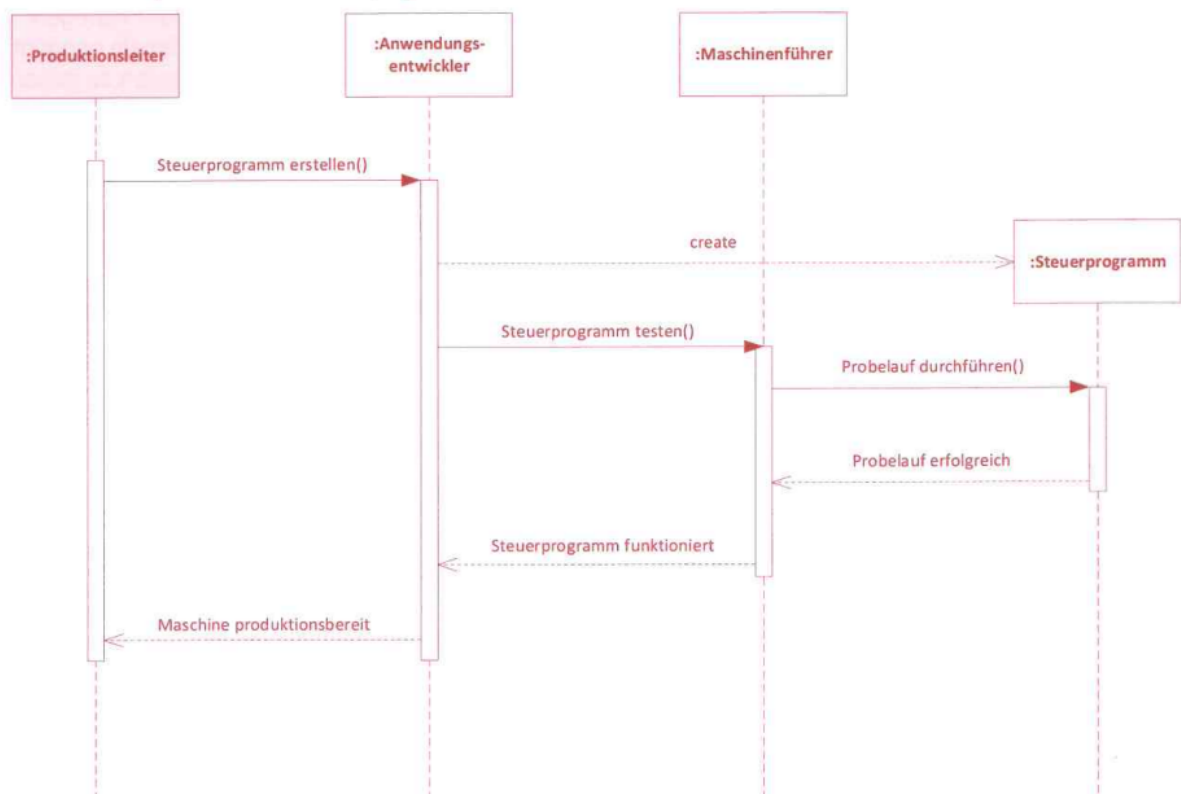 :Produktionsleiter
:Anwendungs-
entwickler
:Maschinenführer
Steuerprogramm erstellen()
create
:Steuerprogramm
Steuerprogramm testen()
Probelauf durchführen()
Probelauf erfolgreich
Steuerprogramm funktioniert
Maschine produktionsbereit